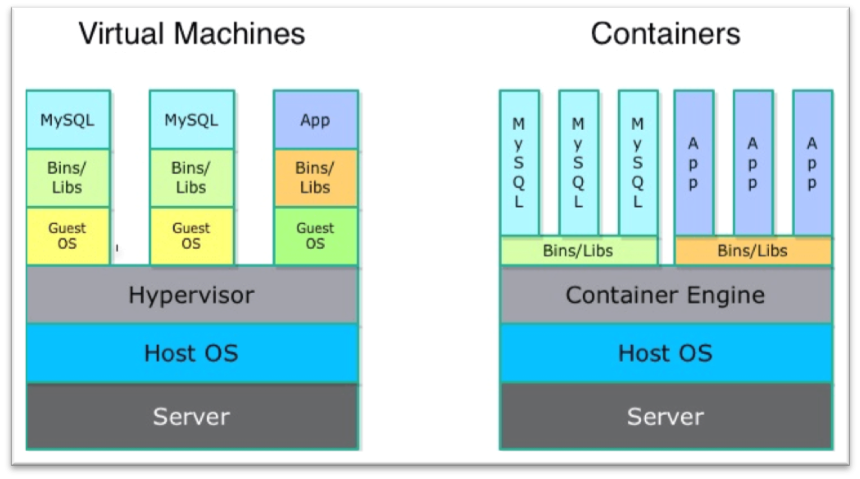 Virtual Machines
MySQL
MySQL
App
Bins/
Libs
Bins/
Libs
Bins/
Libs
Guest
OS
Guest
OS
Guest
OS
Hypervisor
Host OS
Server
Containers
MySQL
MySQL
MySQL
App
App
App
Bins/Libs
Bins/Libs
Container Engine
Host OS
Server